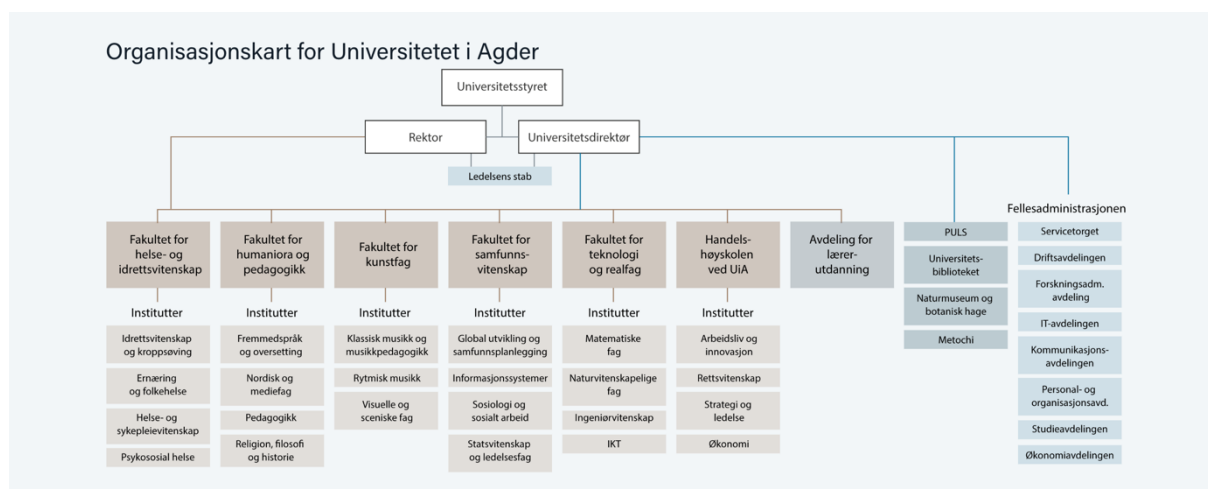 Organisasjonskart for Universitetet i Agder
Universitetsstyret
Rektor
Universitetsdirektør
Ledelsens stab
Fakultet for
helse- og
idrettsvitenskap
Institutter
Idrettsvitenskap
og kroppsøving
Ernæring
og folkehelse
Helse- og
sykepleievitenskap
Psykososial helse
Fakultet for
humaniora og
pedagogikk
Institutter
Fremmedspråk
og oversetting
Nordisk og
mediefag
Pedagogikk
Religion, filosofi
og historie
Fakultet for
kunstfag
Institutter
Klassisk musikk og
musikkpedagogikk
Rytmisk musikk
Visuelle og
sceniske fag
Fakultet for
samfunns-
vitenskap
Institutter
Global utvikling og
samfunnsplanlegging
Informasjonssystemer
Sosiologi og
sosialt arbeid
Statsvitenskap
og ledelsesfag
Fakultet for
teknologi
og realfag
Institutter
Matematiske
fag
Naturvitenskapelige
fag
Ingeniørvitenskap
IKT
Handels-
høyskolen
ved UiA
Institutter
Arbeidsliv og
innovasjon
Rettsvitenskap
Strategi og
ledelse
Økonomi
Avdeling for
lærer-
utdanning
PULS
Universitets-
biblioteket
Naturmuseum og
botanisk hage
Metochi
Fellesadministrasjonen
Servicetorget
Driftsavdelingen
Forskningsadm.
avdeling
IT-avdelingen
Kommunikasjons-
avdelingen
Personal- og
organisasjonsavd.
Studieavdelingen
Økonomiavdelingen